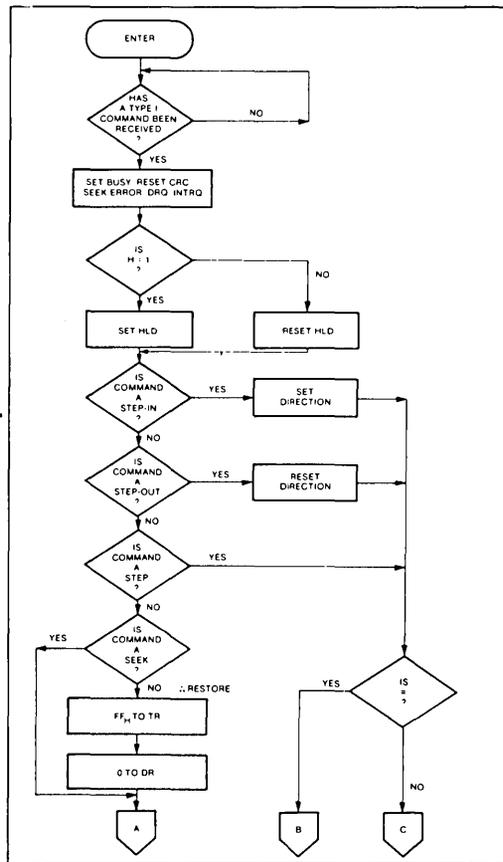 ENTER
HAS
A TYPE I
COMMAND BEEN
RECEIVED
?
NO
YES
SET BUSY RESET CRC
SEEK ERROR DRQ INTRQ
IS
H = 1
?
NO
YES
SET HLD
RESET HLD
IS
COMMAND
A
STEP-IN
?
YES
SET
DIRECTION
NO
IS
COMMAND
A
STEP-OUT
?
YES
RESET
DIRECTION
NO
IS
COMMAND
A
STEP
?
YES
NO
IS
COMMAND
A
SEEK
?
YES
NO ∴ RESTORE
FFH TO TR
0 TO DR
A
YES
IS
=
?
NO
B
C